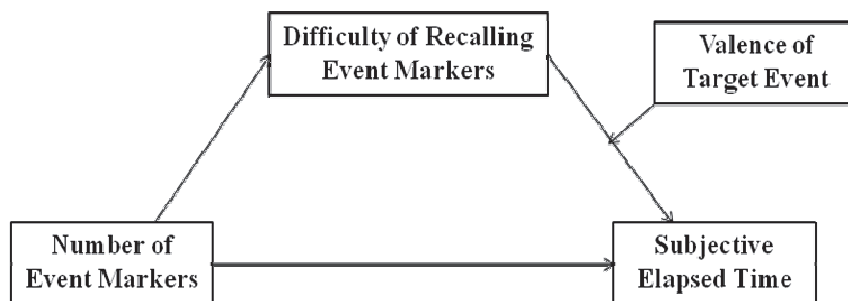 Difficulty of Recalling
Event Markers
Valence of
Target Event
Number of
Event Markers
Subjective
Elapsed Time